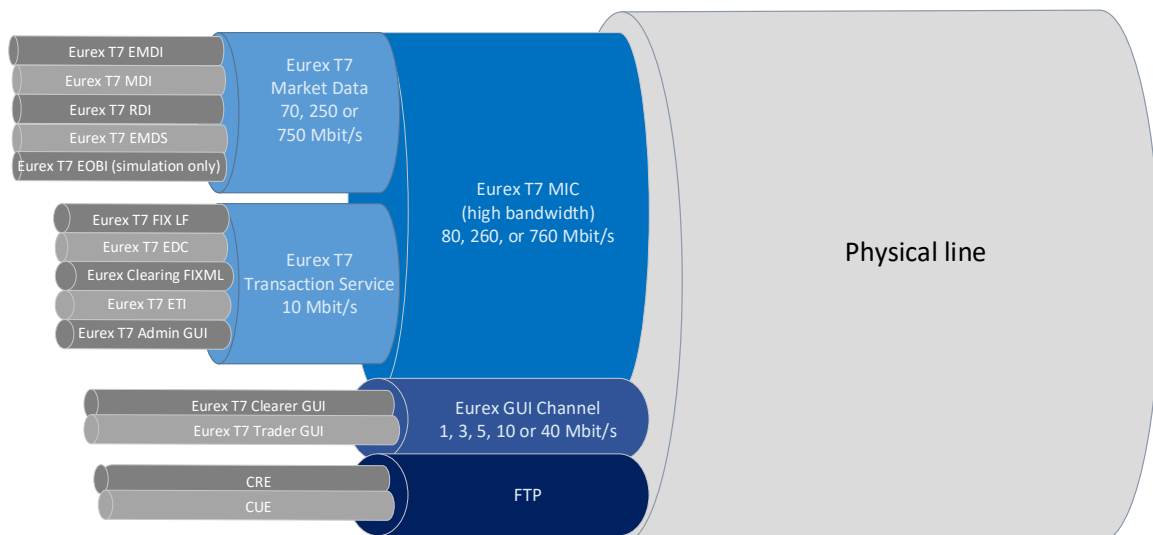 Eurex T7 EMDI
Eurex T7 MDI
Eurex T7 RDI
Eurex T7 EMDS
Eurex T7 EOBI (simulation only)
Eurex T7
Market Data
70, 250 or
750 Mbit/s
Eurex T7 FIX LF
Eurex T7 EDC
Eurex Clearing FIXML
Eurex T7 ETI
Eurex T7 Admin GUI
Eurex T7
Transaction Service
10 Mbit/s
Eurex T7 MIC
(high bandwidth)
80, 260, or 760 Mbit/s
Eurex T7 Clearer GUI
Eurex T7 Trader GUI
Eurex GUI Channel
1, 3, 5, 10 or 40 Mbit/s
CRE
CUE
FTP
Physical line